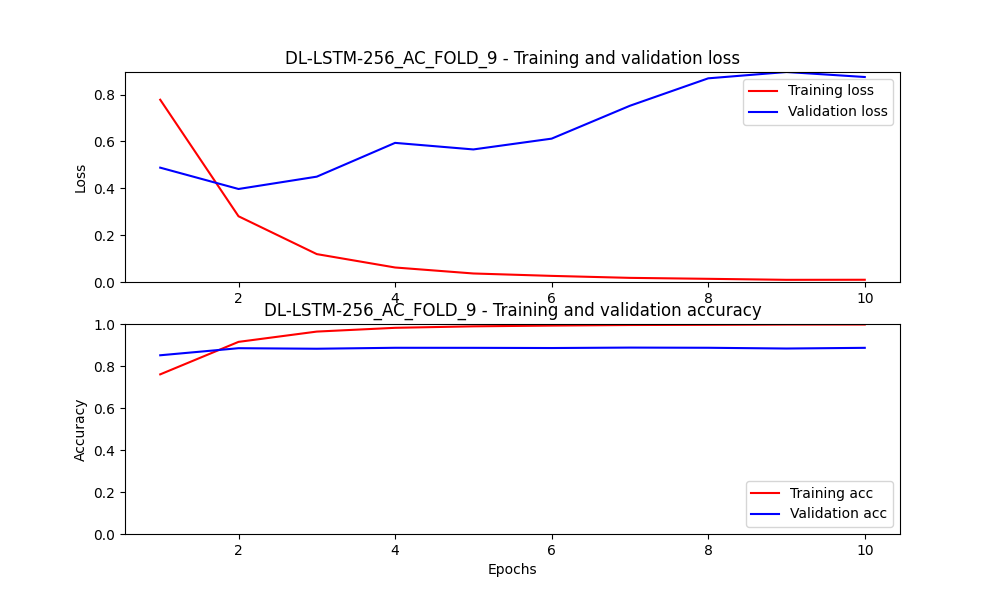 DL-LSTM-256_AC_FOLD_9 - Training and validation loss
0.8
0.6
0.4
0.2
0.0
Loss
Training loss
Validation loss
2 4 6 8 10
DL-LSTM-256_AC_FOLD_9 - Training and validation accuracy
1.0
0.8
0.6
0.4
0.2
0.0
Accuracy
Training acc
Validation acc
2 4 6 8 10
Epochs